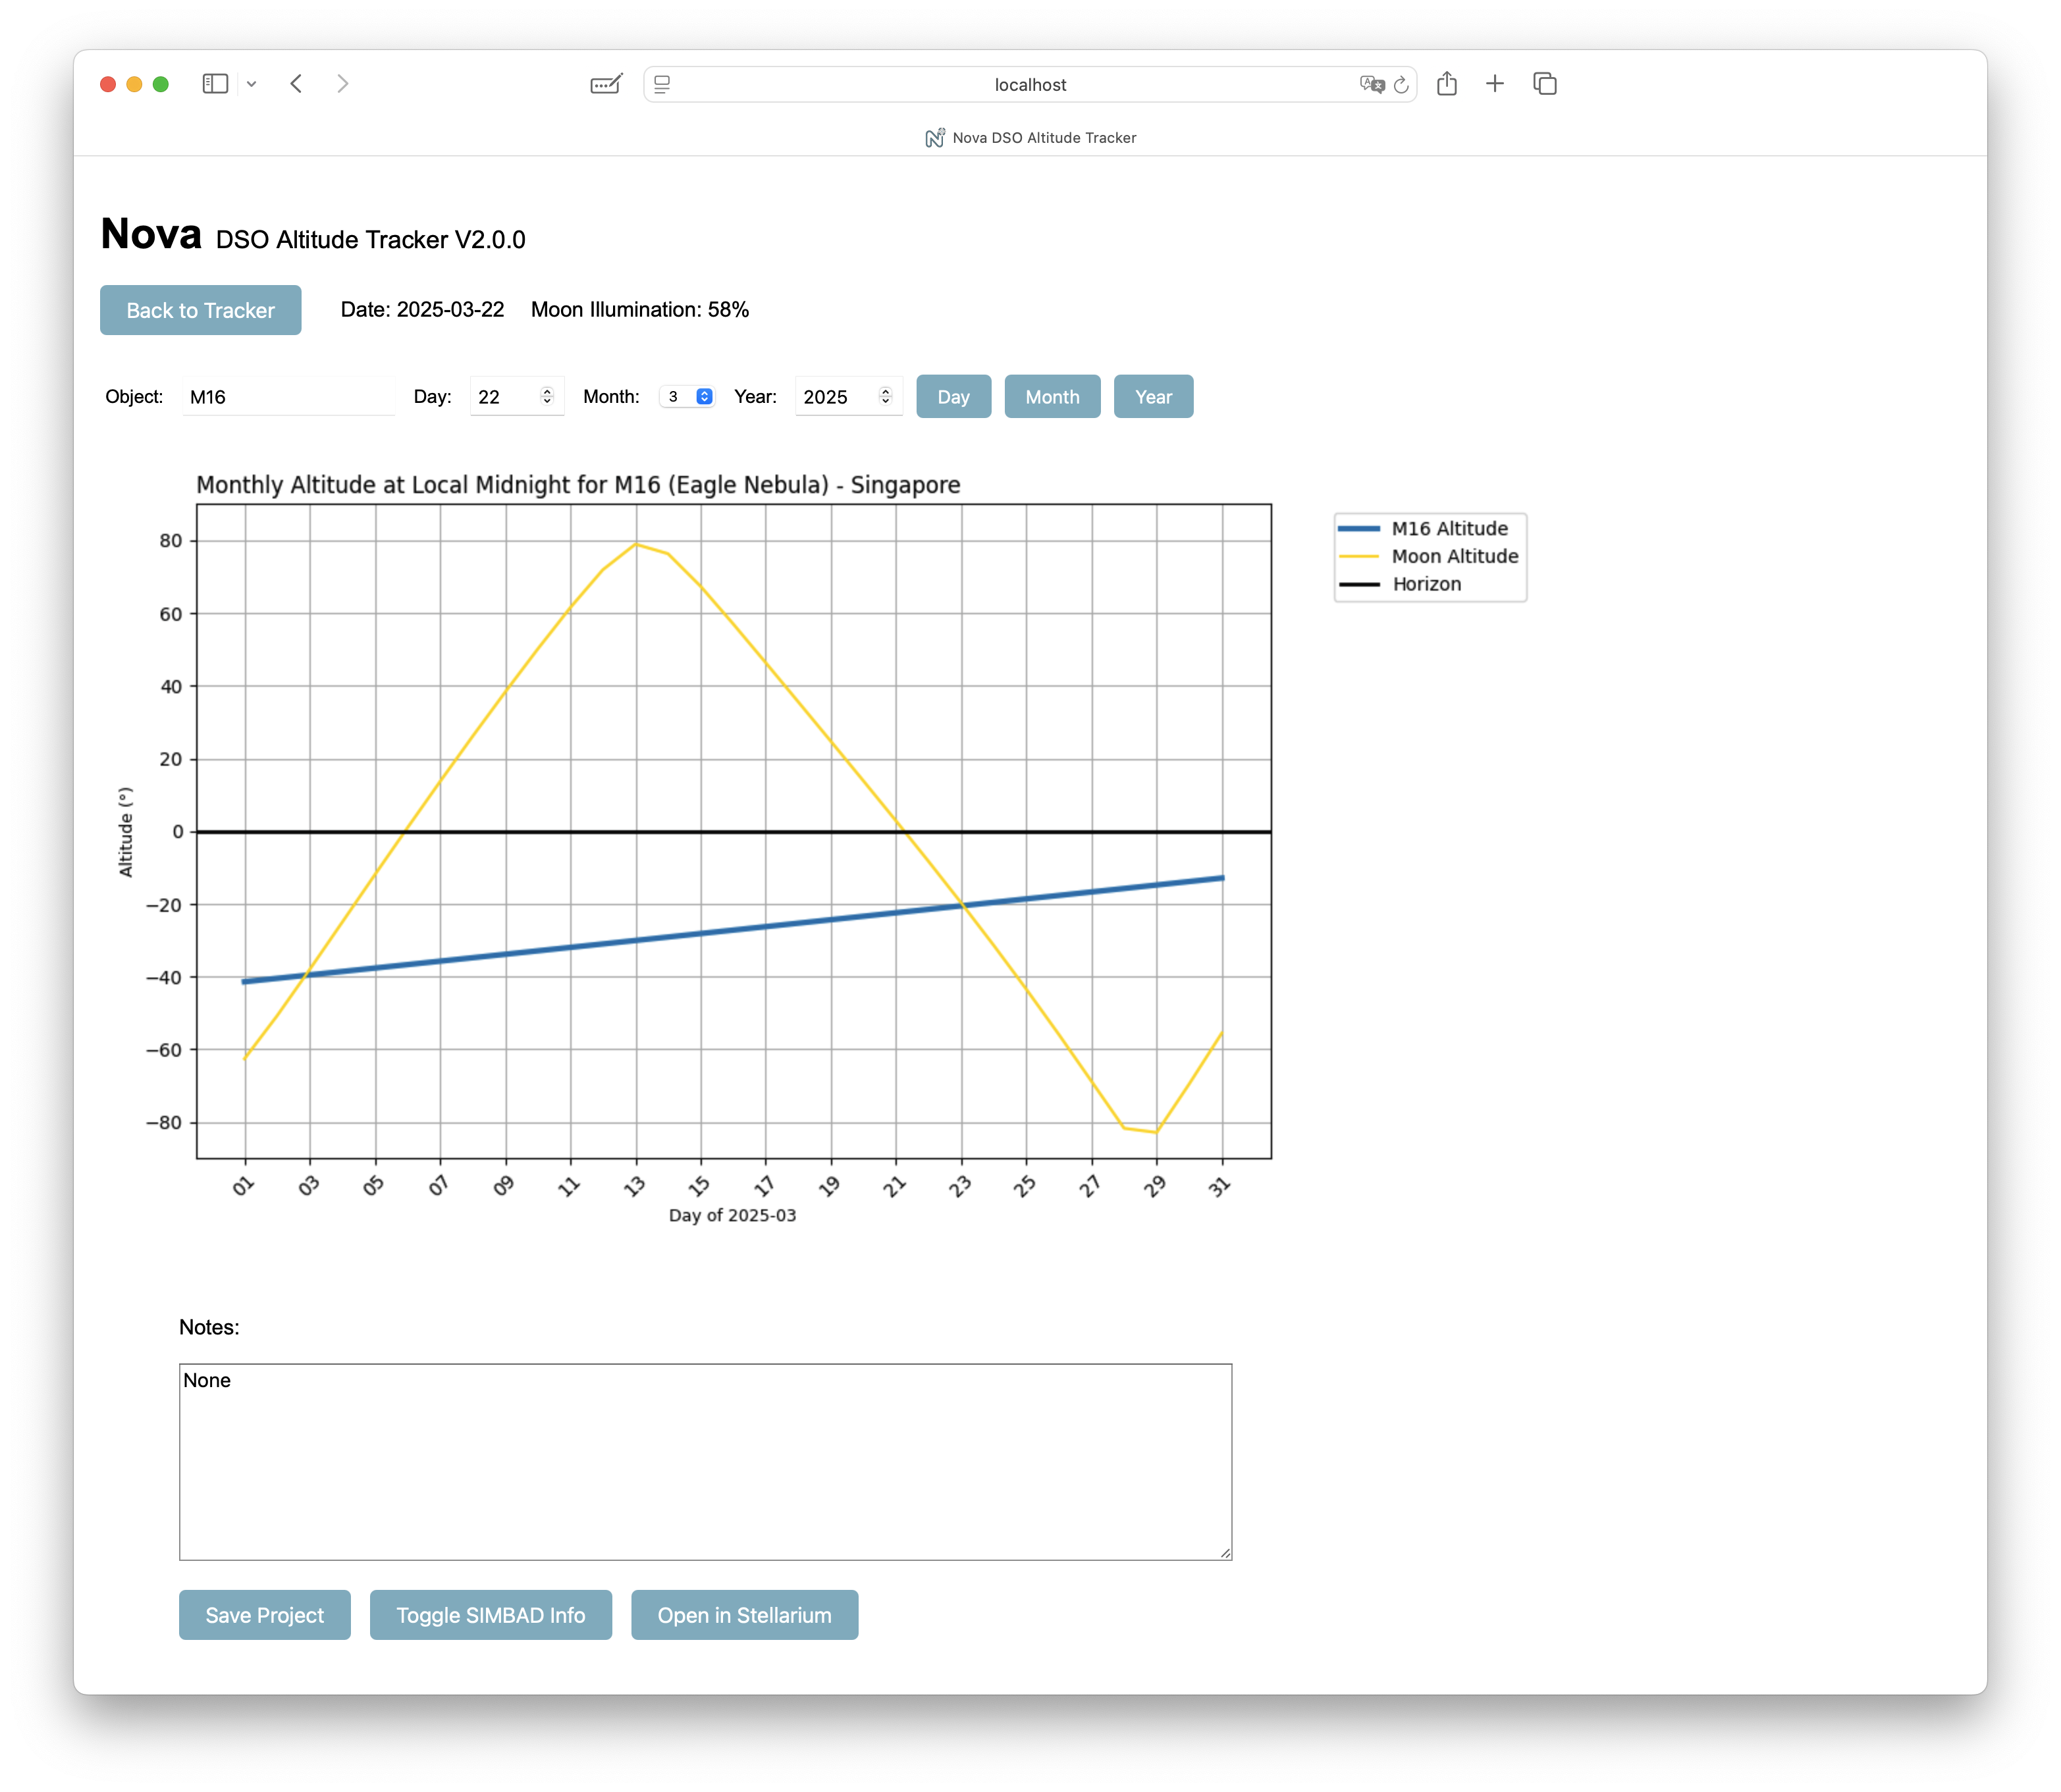 localhost
Nova DSO Altitude Tracker
Nova DSO Altitude Tracker V2.0.0
Back to Tracker Date: 2025-03-22 Moon Illumination: 58%
Object: M16 Day: 22 Month: 3 Year: 2025 Day Month Year
Monthly Altitude at Local Midnight for M16 (Eagle Nebula) - Singapore
M16 Altitude
Moon Altitude
Horizon
80
60
40
20
0
−20
−40
−60
−80
Altitude (°)
01 03 05 07 09 11 13 15 17 19 21 23 25 27 29 31
Day of 2025-03
Notes:
None
Save Project Toggle SIMBAD Info Open in Stellarium